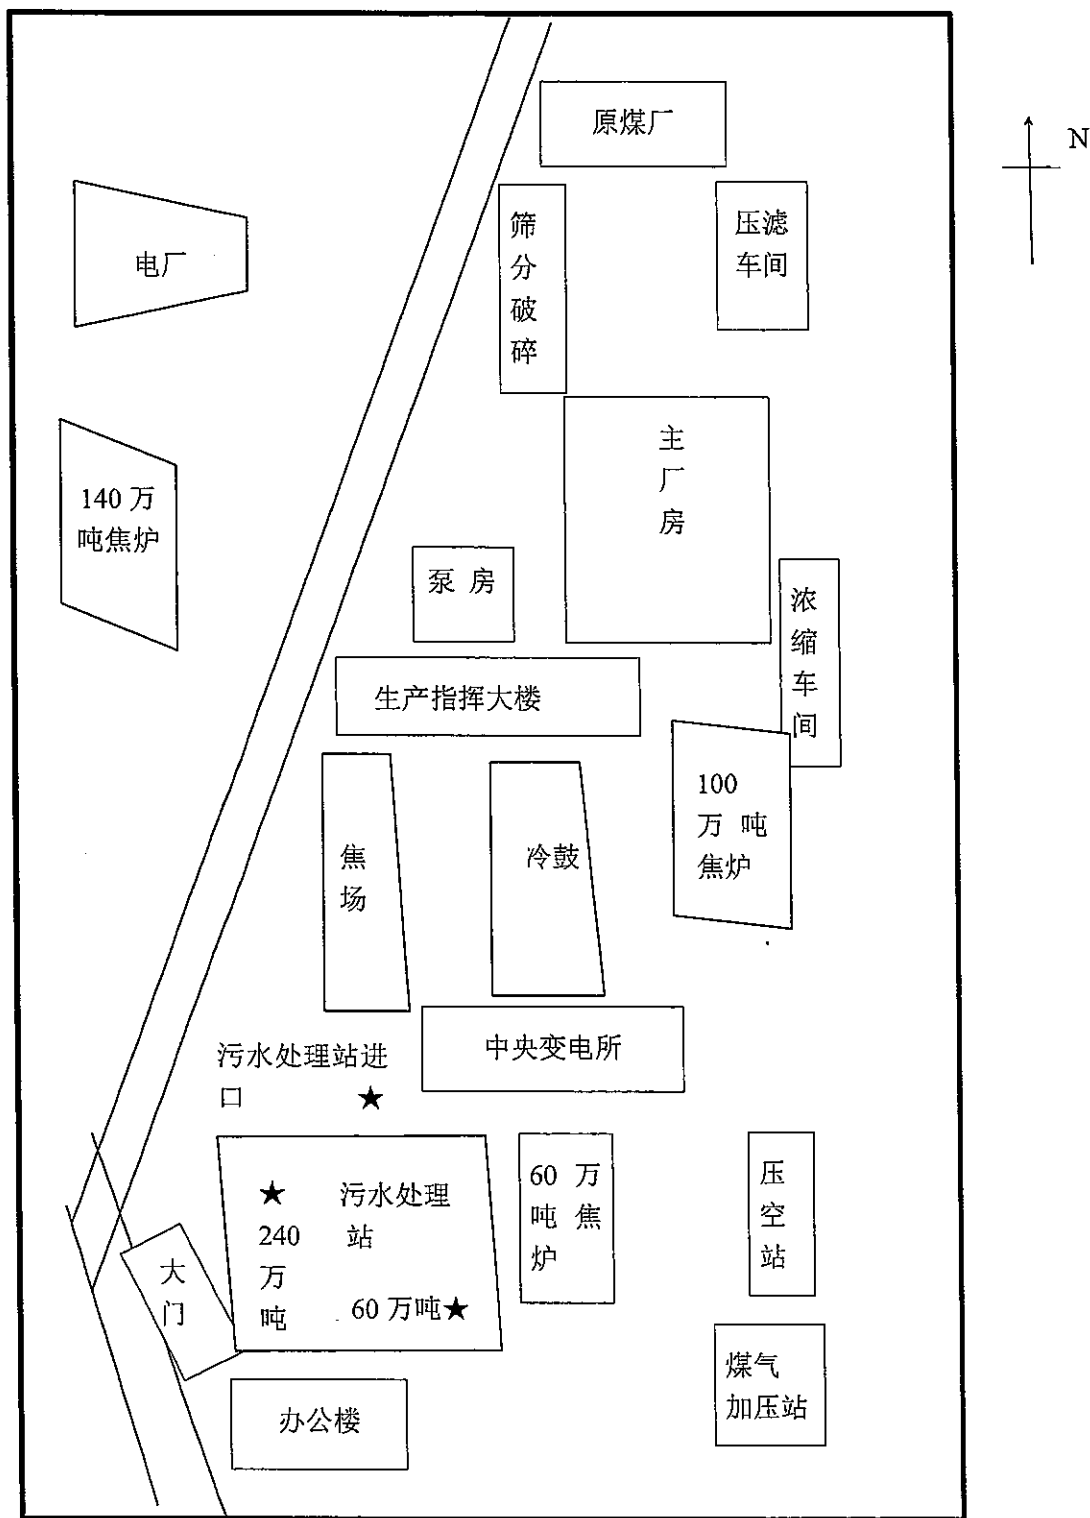 原煤厂
N
筛
分
破
碎
压滤
车间
电厂
主
厂
房
140 万
吨焦炉
泵 房
浓
缩
车
间
生产指挥大楼
100
万 吨
焦炉
焦
场
冷鼓
中央变电所
污水处理站进
口 ★
★ 污水处理
240 站
万
吨
60 万吨★
60 万
吨 焦
炉
压
空
站
大
门
煤气
加压站
办公楼